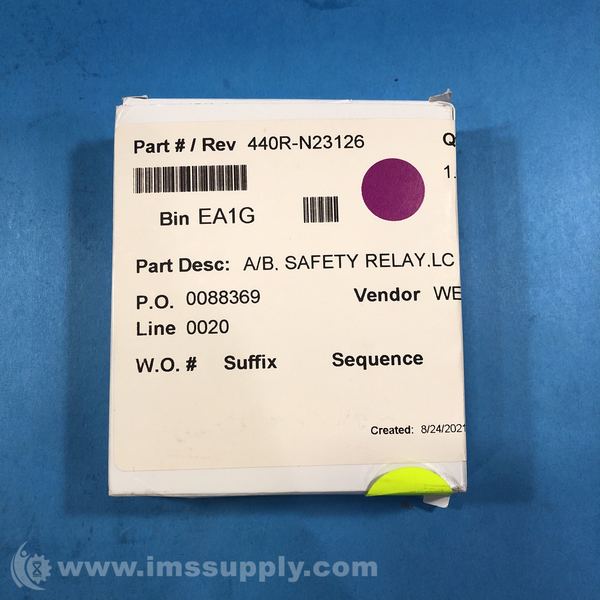 Part # / Rev 440R-N23126 Q
1.
Bin EA1G
Part Desc: A/B. SAFETY RELAY.LC
P.O. 0088369 Vendor WE
Line 0020
W.O. # Suffix Sequence
Created: 8/24/2021
www.imssupply.com